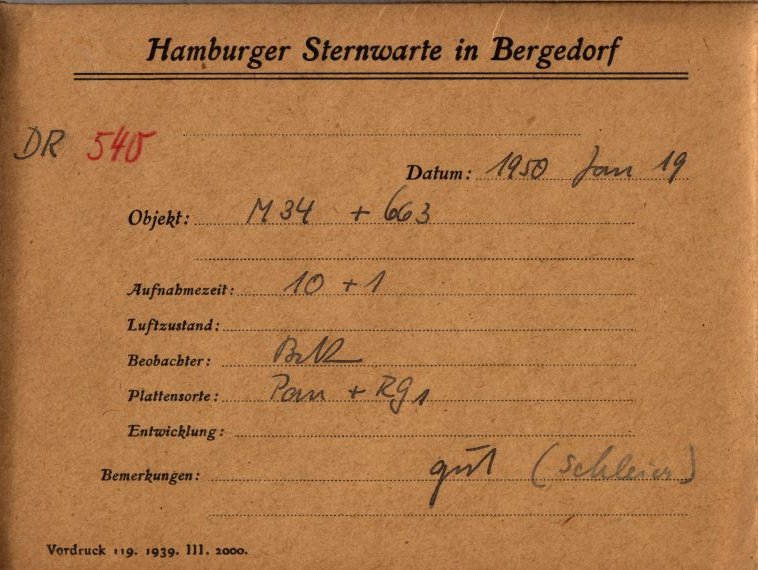 Hamburger Sternwarte in Bergedorf
DR 540
Datum: 1950 Jan 19
Objekt: M 34 + 663
Aufnahmezeit: 10 + 1
Luftzustand:
Beobachter:
Plattensorte: Pan + RG1
Entwicklung:
Bemerkungen: gut (Schleier)
Vordruck 119. 1939. III. 2000.